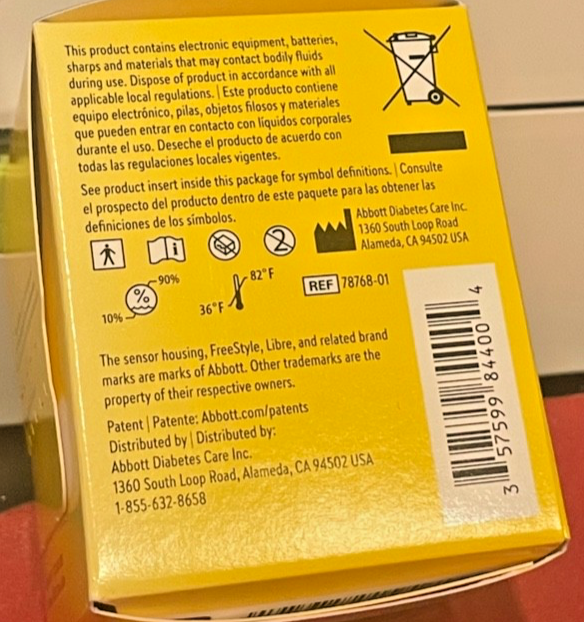 This product contains electronic equipment, batteries,
sharps and materials that may contact bodily fluids
during use. Dispose of product in accordance with all
applicable local regulations. | Este producto contiene
equipo electrónico, pilas, objetos filosos y materiales
que pueden entrar en contacto con líquidos corporales
durante el uso. Deseche el producto de acuerdo con
todas las regulaciones locales vigentes.
See product insert inside this package for symbol definitions. | Consulte
el prospecto del producto dentro de este paquete para las obtener las
definiciones de los símbolos.
i
2
Abbott Diabetes Care Inc.
1360 South Loop Road
Alameda, CA 94502 USA
90%
%
10%
82°F
36°F
REF 78768-01
The sensor housing, FreeStyle, Libre, and related brand
marks are marks of Abbott. Other trademarks are the
property of their respective owners.
Patent | Patente: Abbott.com/patents
Distributed by | Distributed by:
Abbott Diabetes Care Inc.
1360 South Loop Road, Alameda, CA 94502 USA
1-855-632-8658
3 57599 84400 4